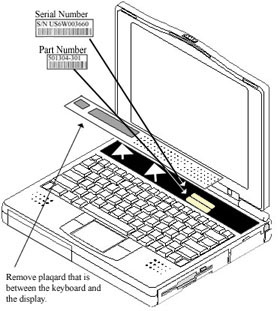 Serial Number
S/N US6W003660
Part Number
501304-301
Remove plaqard that is
between the keyboard and
the display.